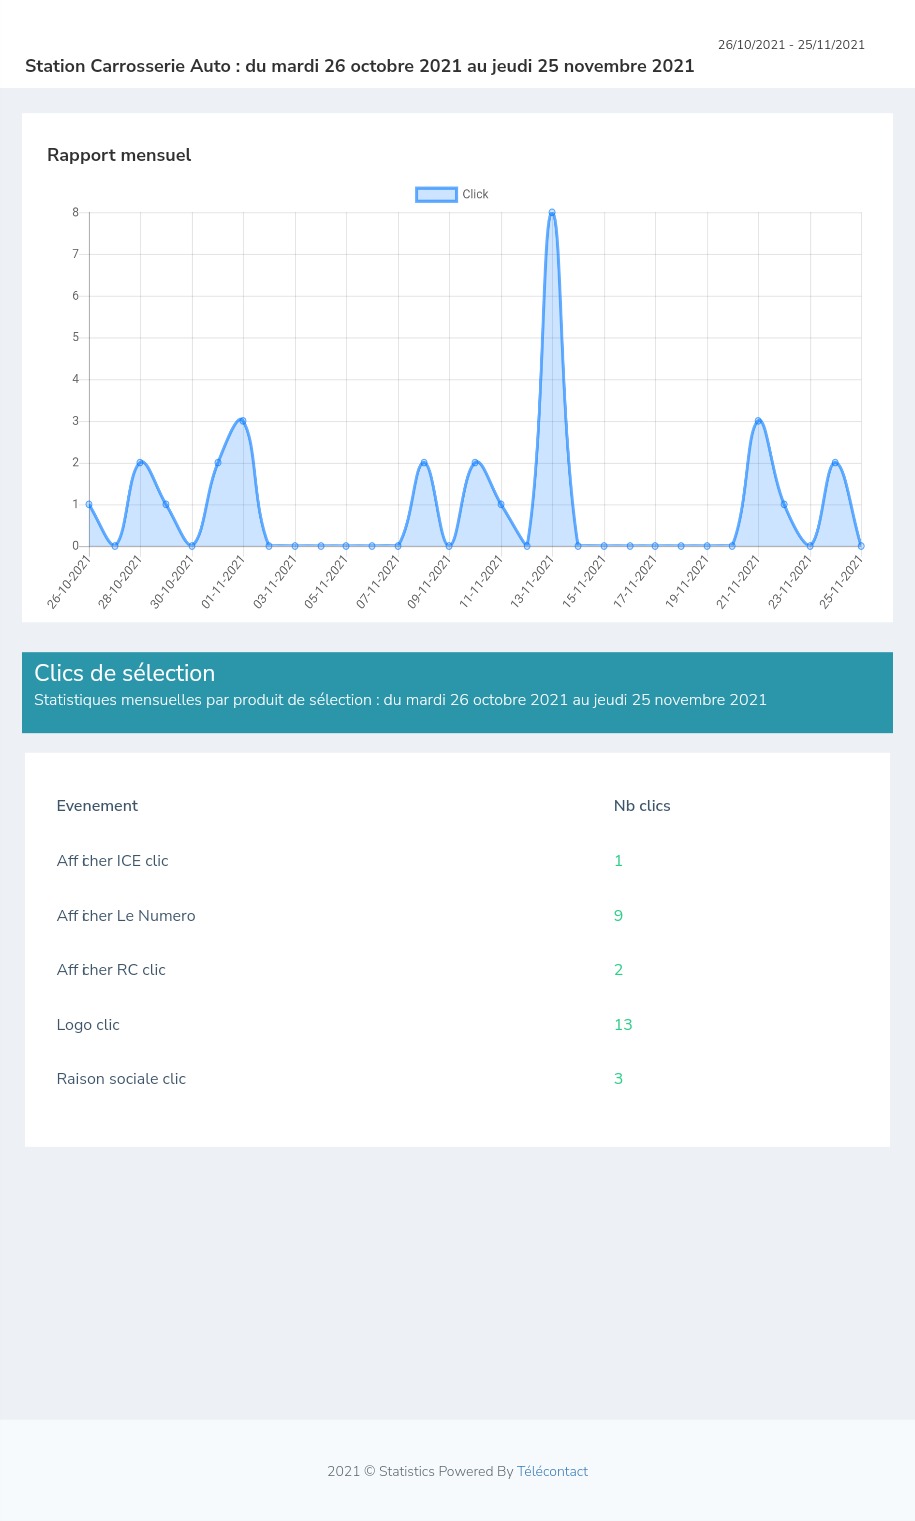 26/10/2021 - 25/11/2021
Station Carrosserie Auto : du mardi 26 octobre 2021 au jeudi 25 novembre 2021
Rapport mensuel
Click
8
7
6
5
4
3
2
1
0
26-10-2021 28-10-2021 30-10-2021 01-11-2021 03-11-2021 05-11-2021 07-11-2021 09-11-2021 11-11-2021 13-11-2021 15-11-2021 17-11-2021 19-11-2021 21-11-2021 23-11-2021 25-11-2021
Clics de sélection
Statistiques mensuelles par produit de sélection : du mardi 26 octobre 2021 au jeudi 25 novembre 2021
Evenement Nb clics
Afficher ICE clic 1
Afficher Le Numero 9
Afficher RC clic 2
Logo clic 13
Raison sociale clic 3
2021 © Statistics Powered By Télécontact